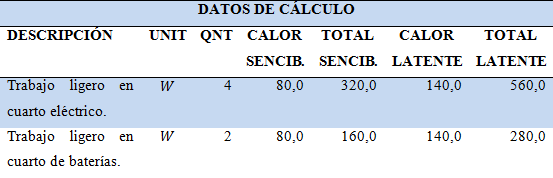 DATOS DE CÁLCULO
DESCRIPCIÓN UNIT QNT CALOR TOTAL CALOR TOTAL
SENCIB. SENCIB. LATENTE LATENTE
Trabajo ligero en W 4 80,0 320,0 140,0 560,0
cuarto eléctrico.
Trabajo ligero en W 2 80,0 160,0 140,0 280,0
cuarto de baterías.